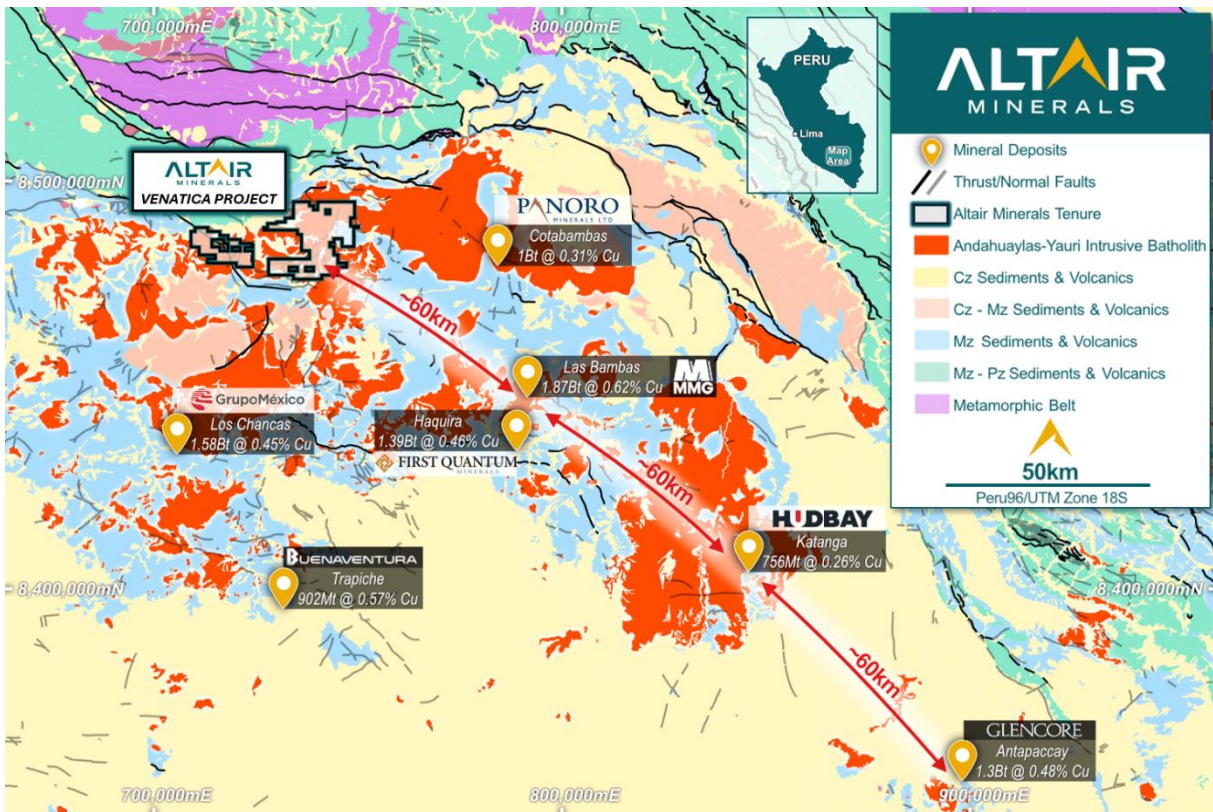 700,000mE
800,000mE
8,500,000mN
ALTAIR
MINERALS
VENATICA PROJECT
PERU
Lima
Map
Area
ALTAIR
MINERALS
Mineral Deposits
Thrust/Normal Faults
Altair Minerals Tenure
Andahuaylas-Yauri Intrusive Batholith
Cz Sediments & Volcanics
Cz - Mz Sediments & Volcanics
Mz Sediments & Volcanics
Mz - Pz Sediments & Volcanics
Metamorphic Belt
50km
Peru96/UTM Zone 18S
PANORO
MINERALS LTD
Cotabambas
1Bt @ 0.31% Cu
~60km
Las Bambas
1.87Bt @ 0.62% Cu
M
MMG
GrupoMéxico
Los Chancas
1.58Bt @ 0.45% Cu
Haquira
1.39Bt @ 0.46% Cu
FIRST QUANTUM
MINERALS
~60km
HUDBAY
Katanga
756Mt @ 0.26% Cu
BUENAVENTURA
Trapiche
902Mt @ 0.57% Cu
8,400,000mN
8,400,000mN
~60km
GLENCORE
Antapaccay
1.3Bt @ 0.48% Cu
700,000mE
800,000mE
900,000mE